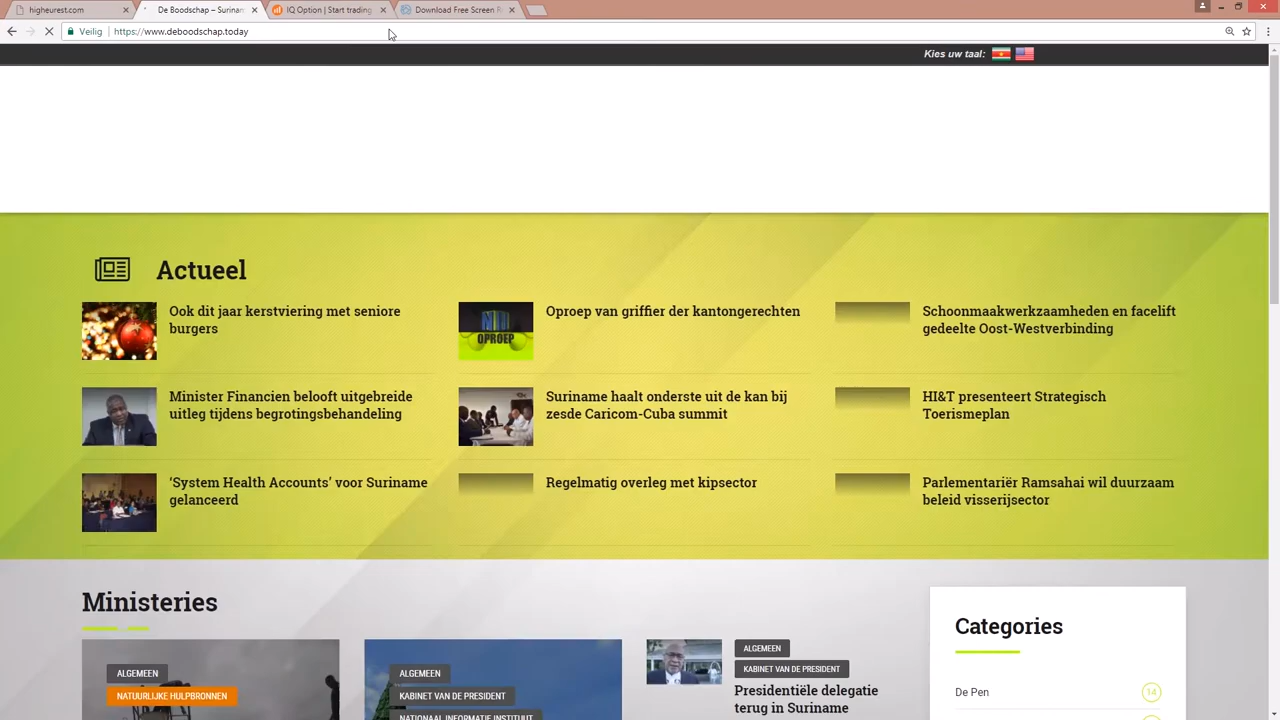 higheurest.com
De Boodschap – Surinam
IQ Option | Start trading
Download Free Screen R
Veilig
https://www.deboodschap.today
Kies uw taal:
Actueel
Ook dit jaar kerstviering met seniore
burgers
Oproep van griffier der kantongerechten
Schoonmaakwerkzaamheden en facelift
gedeelte Oost-Westverbinding
OPROEP
Minister Financien belooft uitgebreide
uitleg tijdens begrotingsbehandeling
Suriname haalt onderste uit de kan bij
zesde Caricom-Cuba summit
HI&T presenteert Strategisch
Toerismeplan
‘System Health Accounts’ voor Suriname
gelanceerd
Regelmatig overleg met kipsector
Parlementariër Ramsahai wil duurzaam
beleid visserijsector
Ministeries
ALGEMEEN
NATUURLIJKE HULPBRONNEN
ALGEMEEN
KABINET VAN DE PRESIDENT
NATIONAAL INFORMATIE INSTITUUT
ALGEMEEN
KABINET VAN DE PRESIDENT
Presidentiële delegatie
terug in Suriname
Categories
De Pen
14